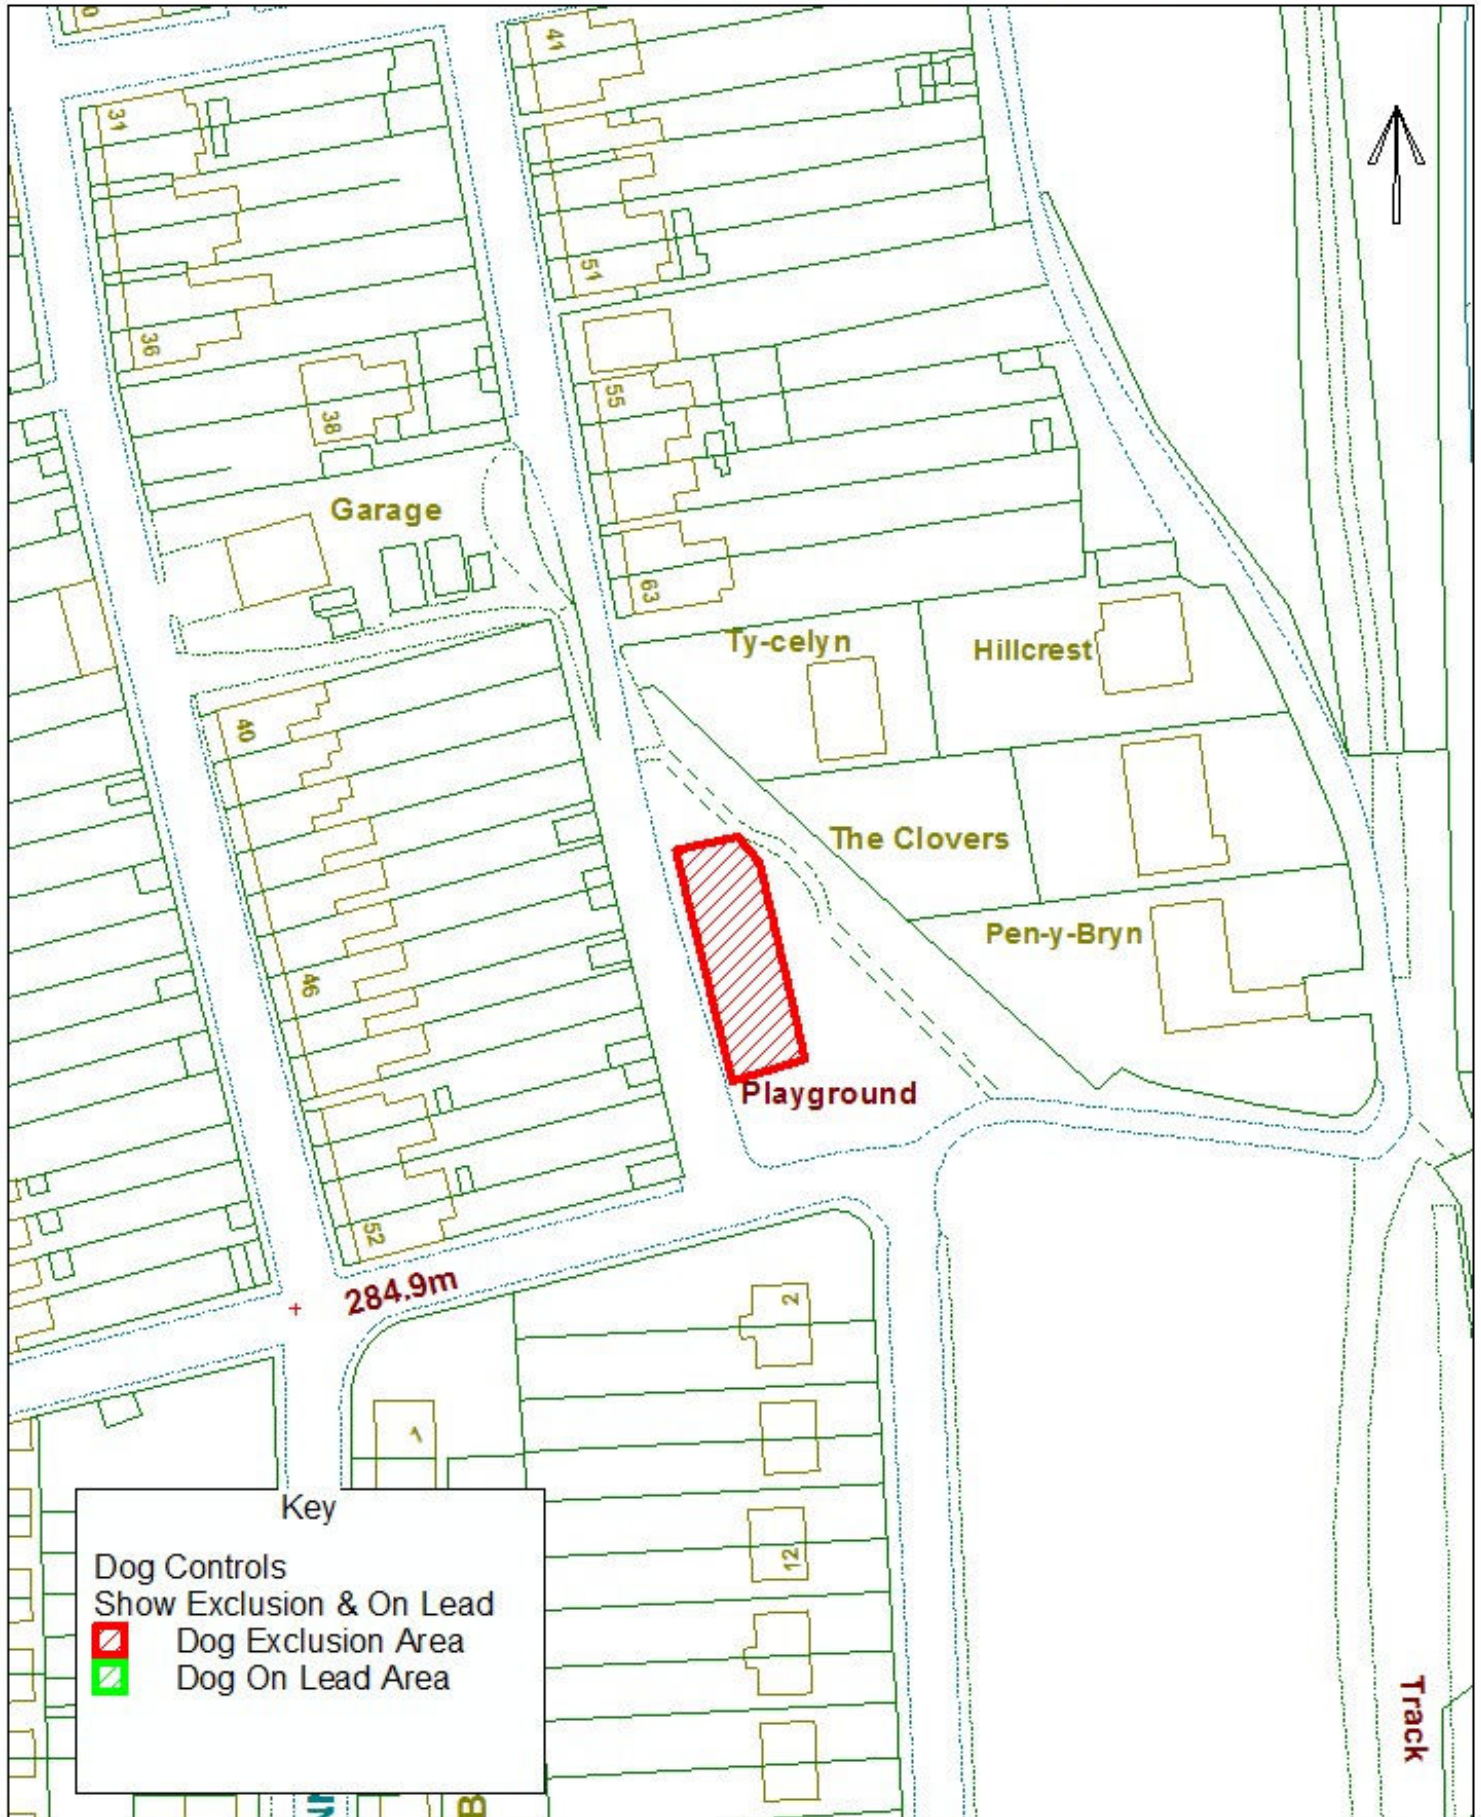 41
31
51
36
55
38
Garage
63
Ty-celyn
Hillcrest
40
The Clovers
Pen-y-Bryn
46
Playground
52
284.9m
2
1
Key
12
Dog Controls
Show Exclusion & On Lead
Dog Exclusion Area
Dog On Lead Area
Track
B